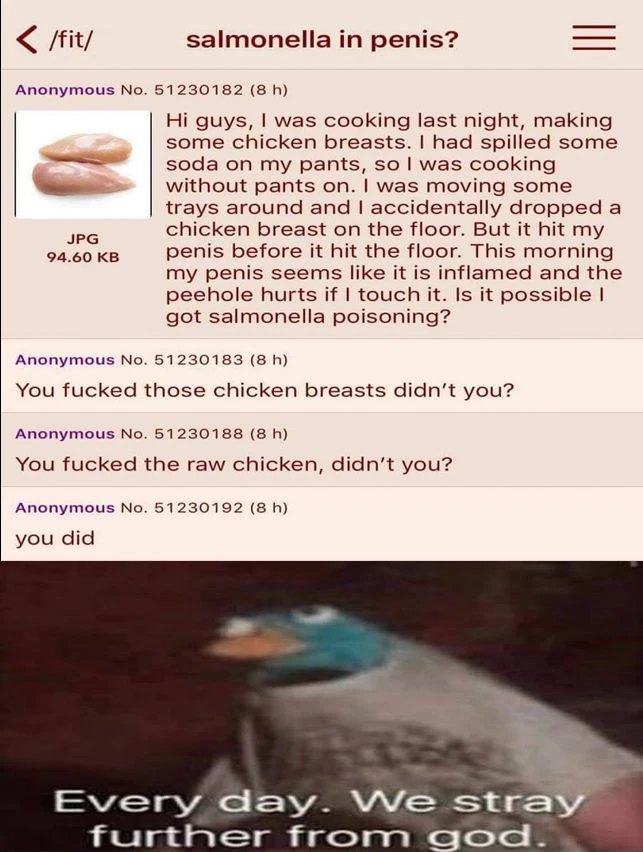 /fit/ salmonella in penis?
Anonymous No. 51230182 (8 h)
Hi guys, I was cooking last night, making
some chicken breasts. I had spilled some
soda on my pants, so I was cooking
without pants on. I was moving some
trays around and I accidentally dropped a
chicken breast on the floor. But it hit my
penis before it hit the floor. This morning
my penis seems like it is inflamed and the
peehole hurts if I touch it. Is it possible I
got salmonella poisoning?
JPG
94.60 KB
Anonymous No. 51230183 (8 h)
You fucked those chicken breasts didn't you?
Anonymous No. 51230188 (8 h)
You fucked the raw chicken, didn't you?
Anonymous No. 51230192 (8 h)
you did
Every day. We stray
further from god.